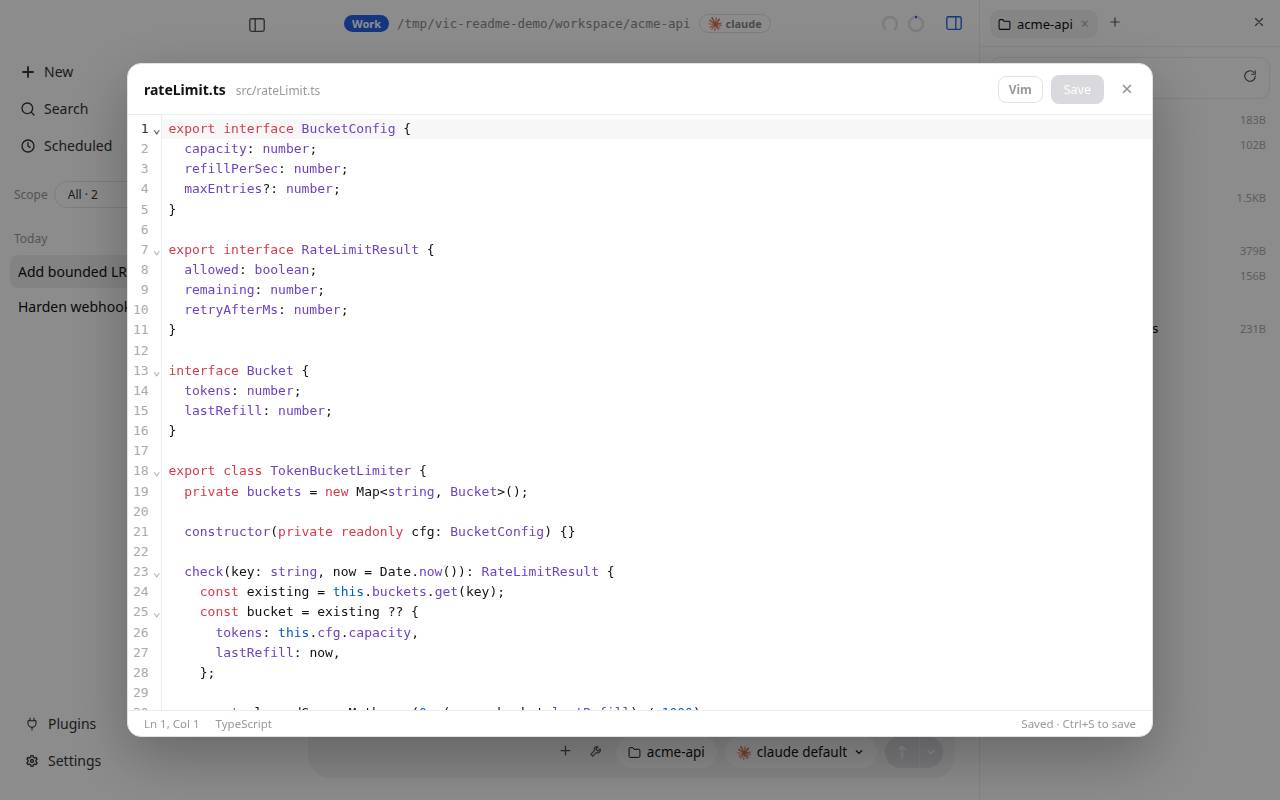 Work /tmp/vic-readme-demo/workspace/acme-api claude
acme-api
New
Search
Scheduled
Scope All · 2
Today
Add bounded LR
Harden webhook
Plugins
Settings
rateLimit.ts src/rateLimit.ts Vim Save
1 export interface BucketConfig {
2 capacity: number;
3 refillPerSec: number;
4 maxEntries?: number;
5 }
6
7 export interface RateLimitResult {
8 allowed: boolean;
9 remaining: number;
10 retryAfterMs: number;
11 }
12
13 interface Bucket {
14 tokens: number;
15 lastRefill: number;
16 }
17
18 export class TokenBucketLimiter {
19 private buckets = new Map<string, Bucket>();
20
21 constructor(private readonly cfg: BucketConfig) {}
22
23 check(key: string, now = Date.now()): RateLimitResult {
24 const existing = this.buckets.get(key);
25 const bucket = existing ?? {
26 tokens: this.cfg.capacity,
27 lastRefill: now,
28 };
29
Ln 1, Col 1 TypeScript Saved · Ctrl+S to save
183B
102B
1.5KB
379B
156B
s 231B
acme-api claude default